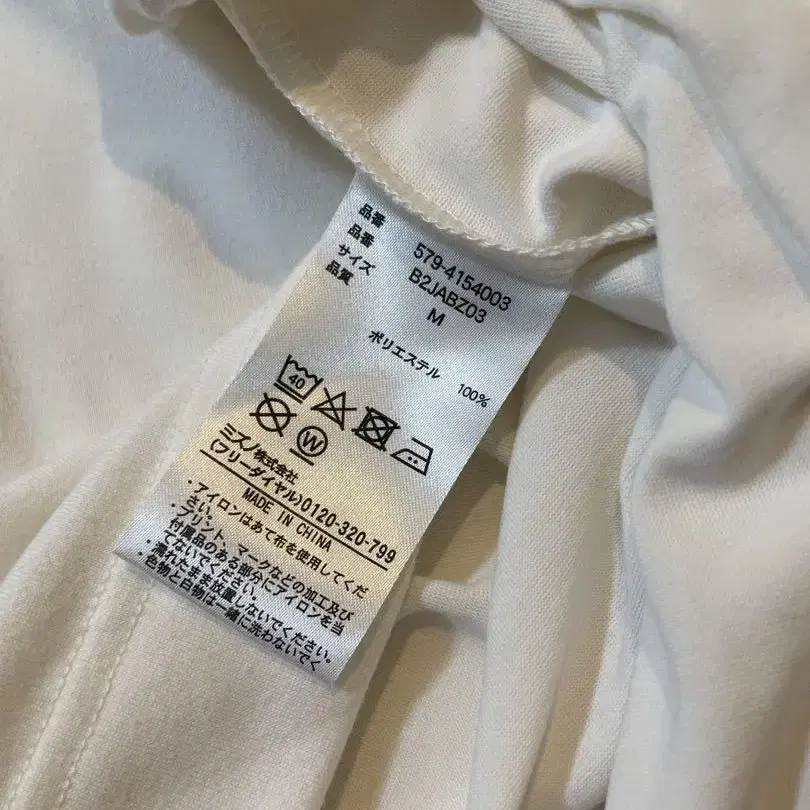 品番 579-4154003
品番 B2JABZ03
サイズ M
品質
ポリエステル 100%
40
W
ミズノ株式会社
(フリーダイヤル)0120-320-799
MADE IN CHINA
・アイロンはあて布を使用してくだ
さい。
・プリント、マークなどの加工及び
付属品のある部分にアイロンを当
てないでください。
・濡れたまま放置しないでください。
・色物と白物は一緒に洗わないでく